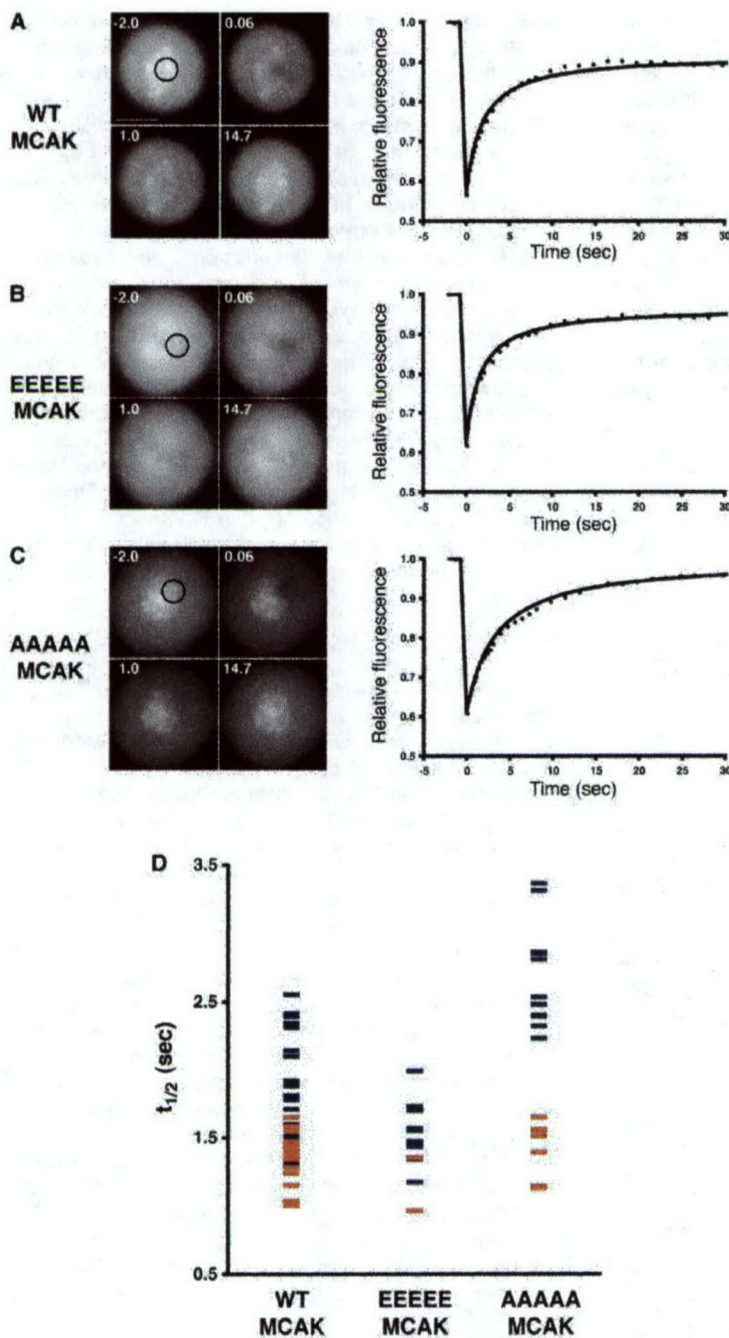 A
WT
MCAK
-2.0
0.06
1.0
14.7
Relative fluorescence
1.0
0.9
0.8
0.7
0.6
0.5
-5 0 5 10 15 20 25 30
Time (sec)
B
EEEEE
MCAK
-2.0
0.06
1.0
14.7
Relative fluorescence
1.0
0.9
0.8
0.7
0.6
0.5
-5 0 5 10 15 20 25 30
Time (sec)
C
AAAAA
MCAK
-2.0
0.06
1.0
14.7
Relative fluorescence
1.0
0.9
0.8
0.7
0.6
0.5
-5 0 5 10 15 20 25 30
Time (sec)
D
t1/2 (sec)
3.5
2.5
1.5
0.5
WT
MCAK
EEEEE
MCAK
AAAAA
MCAK